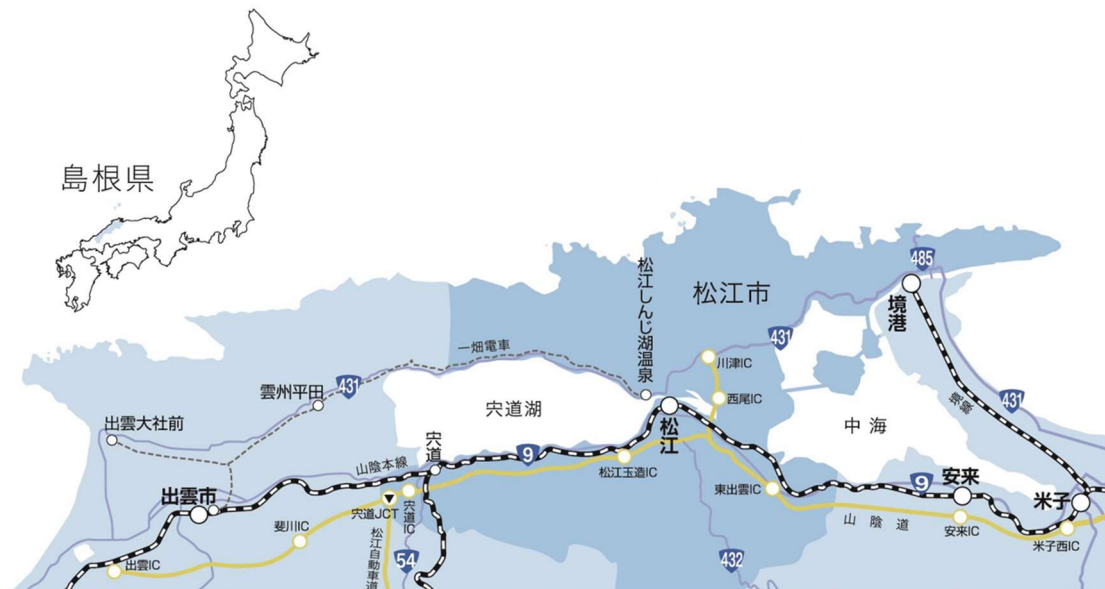 島根県
485
松江しんじ湖温泉
松江市
境港
431
一畑電車
川津IC
雲州平田
431
西尾IC
431
境線
宍道湖
出雲大社前
松江
中海
宍道
9
山陰本線
松江玉造IC
出雲市
東出雲IC
9
安来
米子
宍道JCT
宍道IC
斐川IC
山陰道
安来IC
米子西IC
松江自動車道
54
432
出雲IC